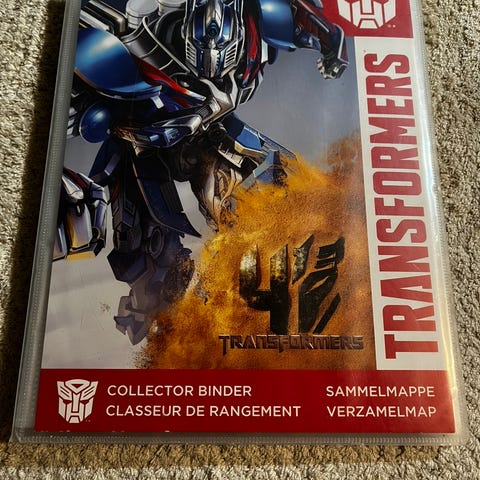 TRANSFORMERS
4
TRANSFORMERS
COLLECTOR BINDER
CLASSEUR DE RANGEMENT
SAMMELMAPPE
VERZAMELMAP